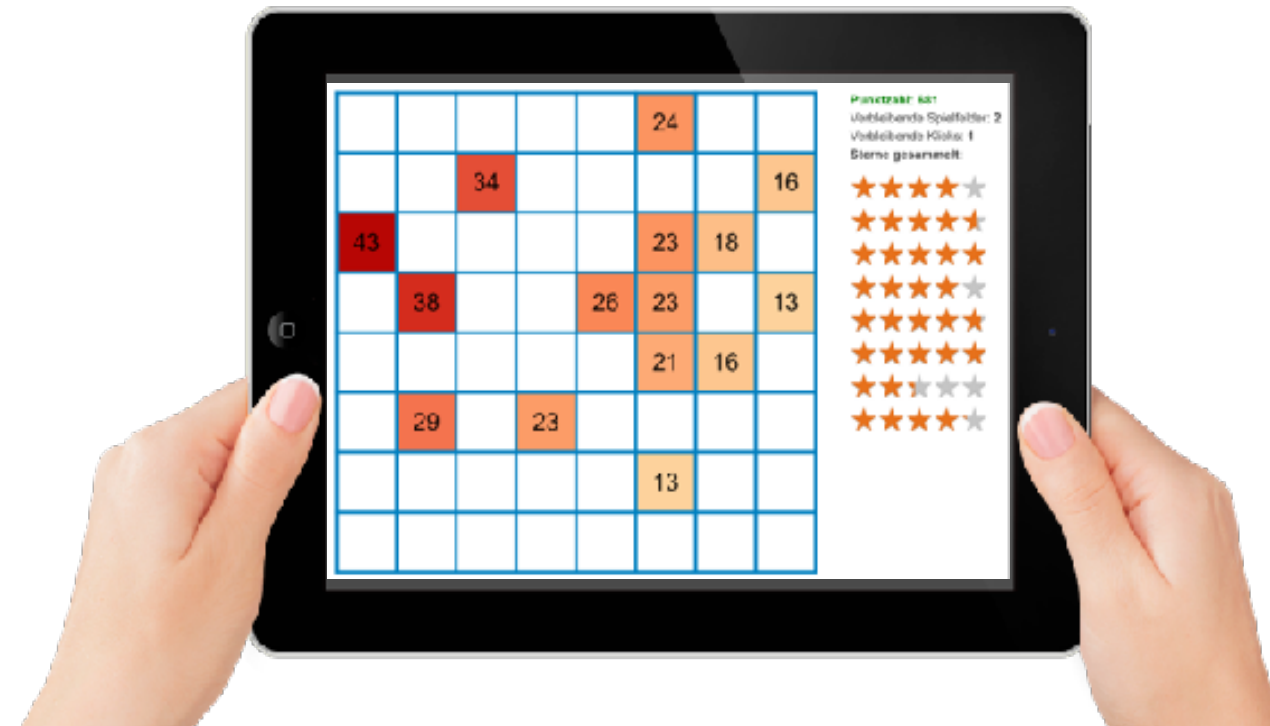 24
34 16
43 23 18
38 26 23 13
21 16
29 23
13
Punktzahl: 681
Verbleibende Spielfelder: 2
Verbleibende Klicks: 1
Sterne gesammelt: